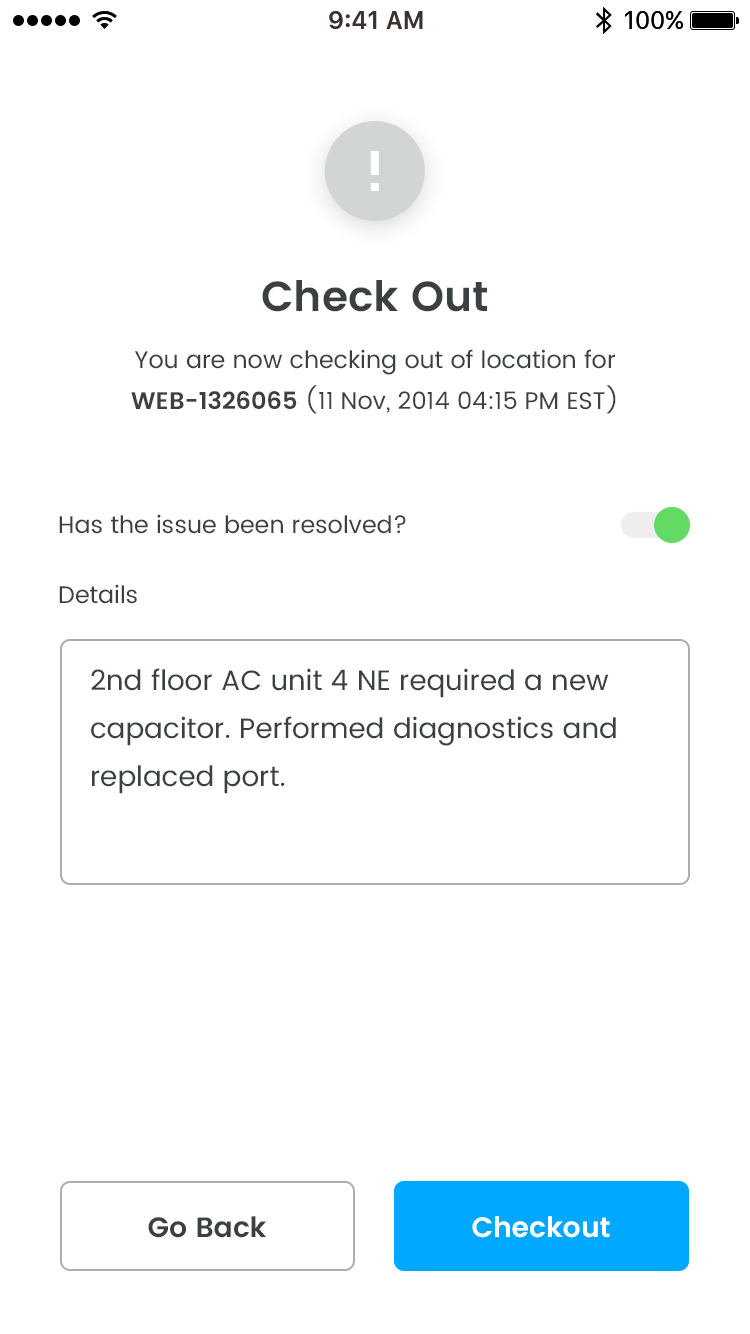 9:41 AM 100%
!
Check Out
You are now checking out of location for
WEB-1326065 (11 Nov, 2014 04:15 PM EST)
Has the issue been resolved?
Details
2nd floor AC unit 4 NE required a new
capacitor. Performed diagnostics and
replaced port.
Go Back Checkout